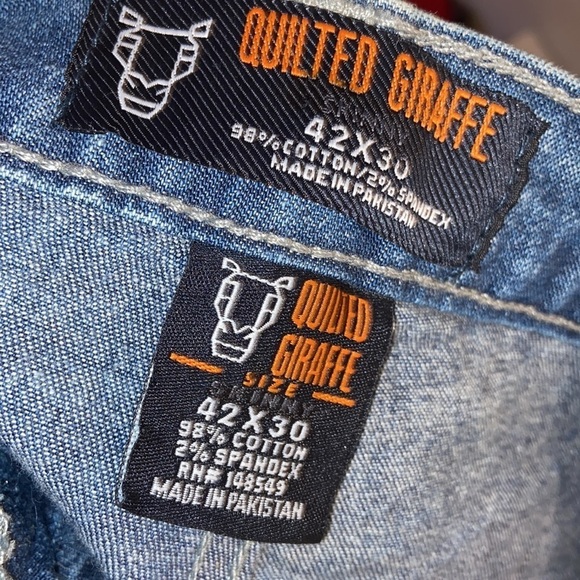 QUILTED GIRAFFE
SKINNY
42X30
98% COTTON/2% SPANDEX
MADE IN PAKISTAN
QUILTED
GIRAFFE
SIZE
SKINNY
42X30
98% COTTON
2% SPANDEX
RN# 148549
MADE IN PAKISTAN